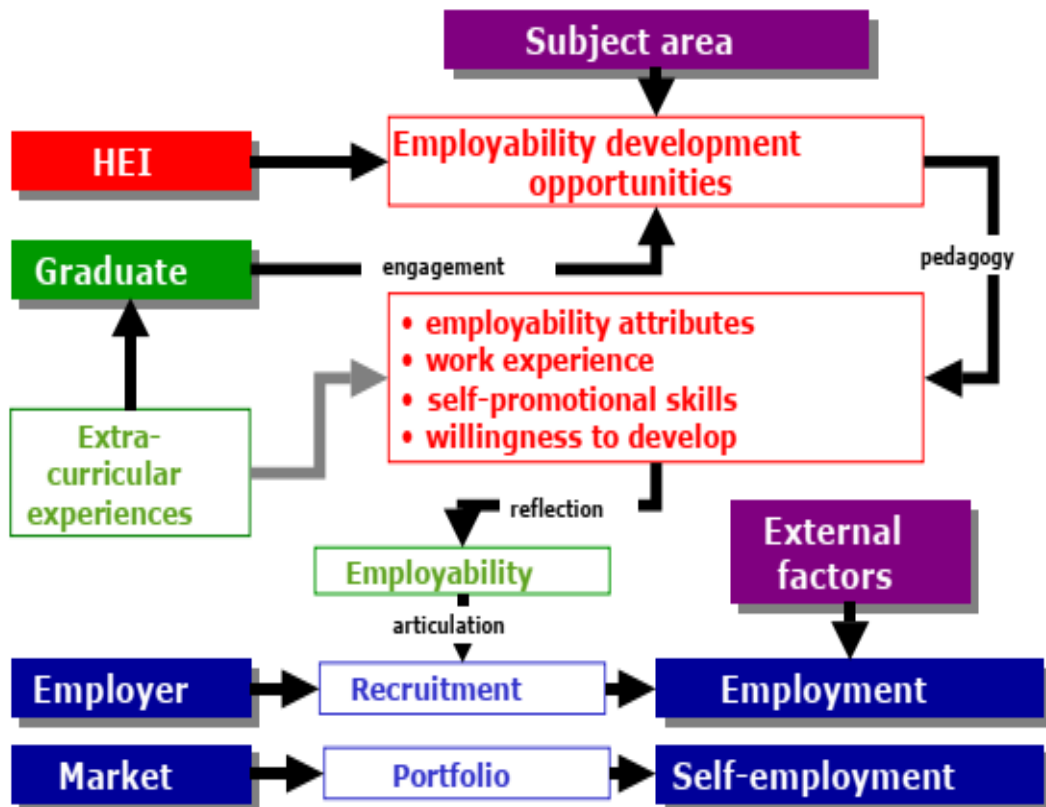 Subject area
HEI
Employability development
opportunities
Graduate
engagement
pedagogy
• employability attributes
• work experience
• self-promotional skills
• willingness to develop
Extra-
curricular
experiences
reflection
External
factors
Employability
articulation
Employer
Recruitment
Employment
Market
Portfolio
Self-employment